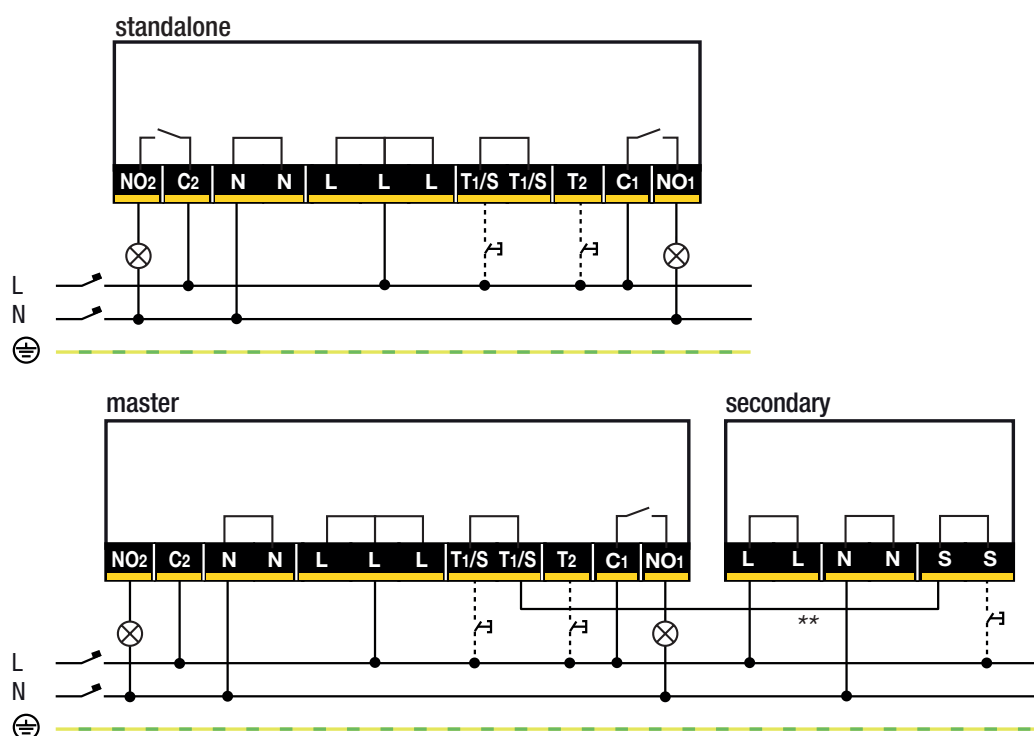 standalone
NO2 C2 N N L L L T1/S T1/S T2 C1 NO1
L
N
master secondary
NO2 C2 N N L L L T1/S T1/S T2 C1 NO1 L L N N S S
**
L
N